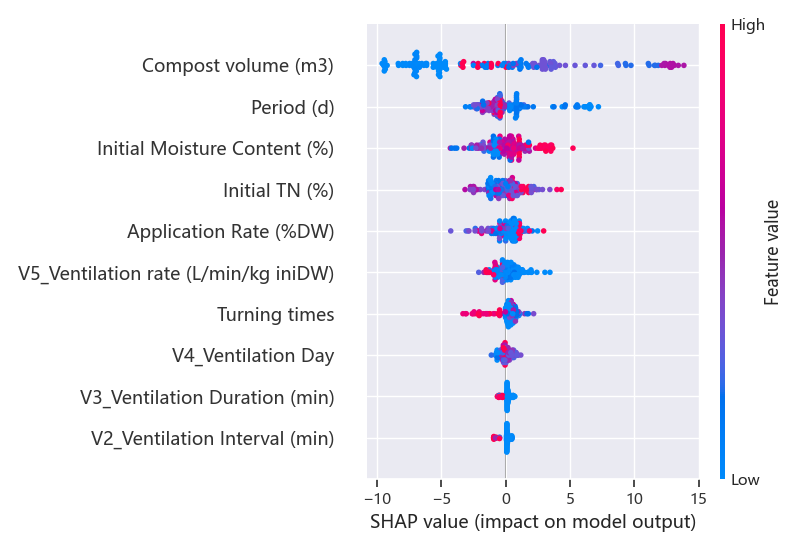 High
Compost volume (m3)
Period (d)
Initial Moisture Content (%)
Initial TN (%)
Application Rate (%DW)
V5_Ventilation rate (L/min/kg iniDW)
Turning times
V4_Ventilation Day
V3_Ventilation Duration (min)
V2_Ventilation Interval (min)
Feature value
Low
−10 −5 0 5 10 15
SHAP value (impact on model output)